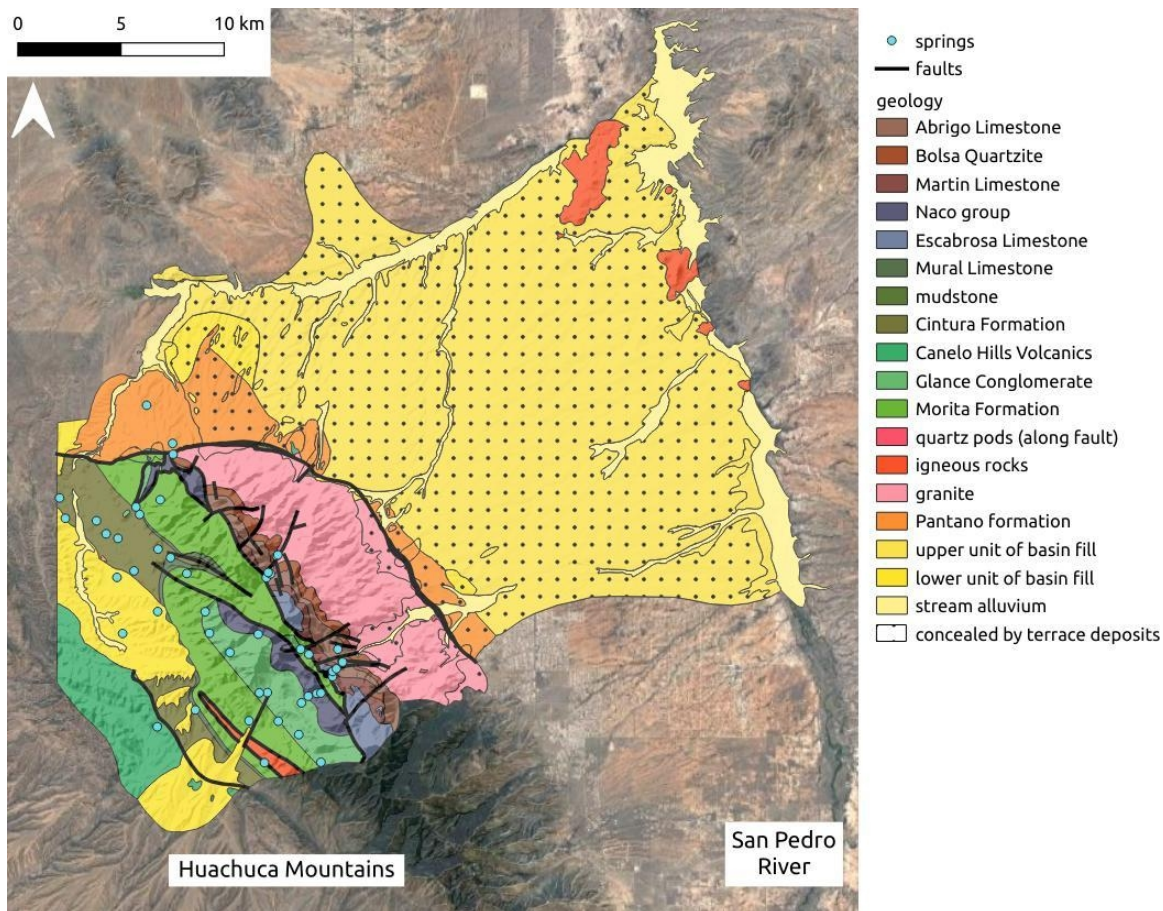 0 5 10 km
springs
faults
geology
Abrigo Limestone
Bolsa Quartzite
Martin Limestone
Naco group
Escabrosa Limestone
Mural Limestone
mudstone
Cintura Formation
Canelo Hills Volcanics
Glance Conglomerate
Morita Formation
quartz pods (along fault)
igneous rocks
granite
Pantano formation
upper unit of basin fill
lower unit of basin fill
stream alluvium
concealed by terrace deposits
Huachuca Mountains
San Pedro
River